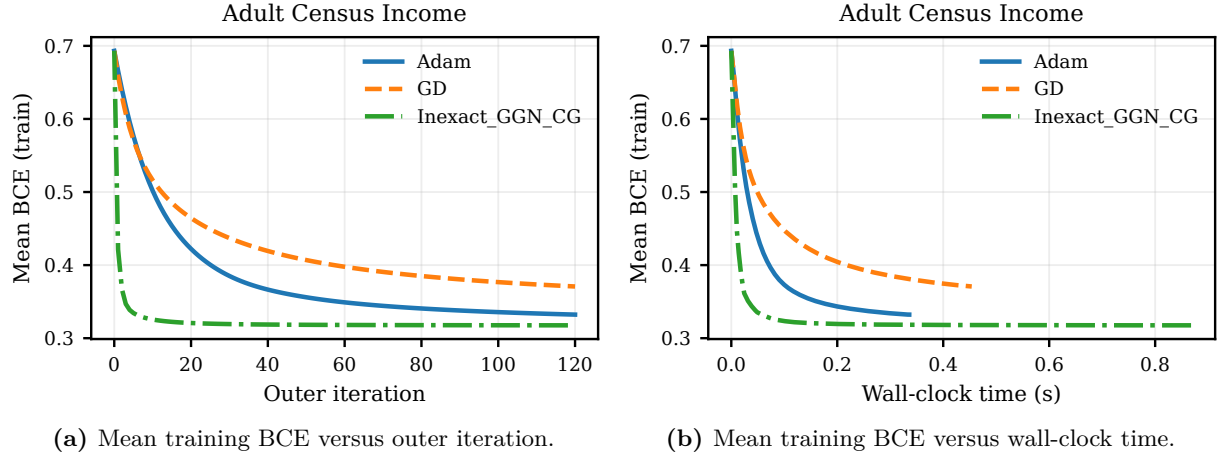 Adult Census Income
0.7
0.6
0.5
0.4
0.3
Mean BCE (train)
Adam
GD
Inexact_GGN_CG
0 20 40 60 80 100 120
Outer iteration
(a) Mean training BCE versus outer iteration.
Adult Census Income
0.7
0.6
0.5
0.4
0.3
Mean BCE (train)
Adam
GD
Inexact_GGN_CG
0.0 0.2 0.4 0.6 0.8
Wall-clock time (s)
(b) Mean training BCE versus wall-clock time.